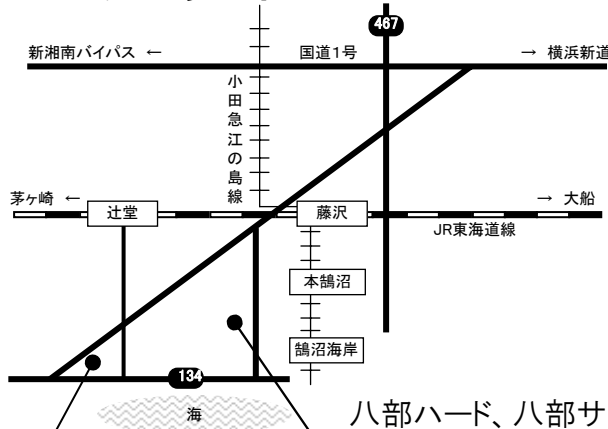 467
新湘南バイパス ← 国道1号 → 横浜新道
小田急江の島線
茅ヶ崎 ← → 大船
辻堂 藤沢
JR東海道線
本鵠沼
鵠沼海岸
134
海
八部ハード、八部サ